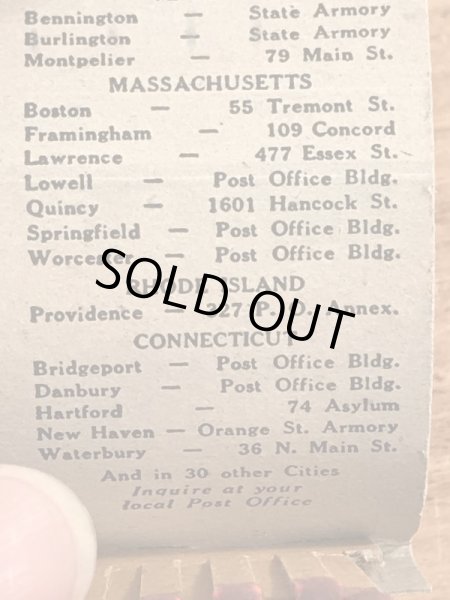 Bennington — State Armory
Burlington — State Armory
Montpelier — 79 Main St.
MASSACHUSETTS
Boston — 55 Tremont St.
Framingham — 109 Concord
Lawrence — 477 Essex St.
Lowell — Post Office Bldg.
Quincy — 1601 Hancock St.
Springfield — Post Office Bldg.
Worcester — Post Office Bldg.
RHODE ISLAND
Providence — 327 P. O. Annex.
SOLD OUT
CONNECTICUT
Bridgeport — Post Office Bldg.
Danbury — Post Office Bldg.
Hartford — 74 Asylum
New Haven — Orange St. Armory
Waterbury — 36 N. Main St.
And in 30 other Cities
Inquire at your
local Post Office